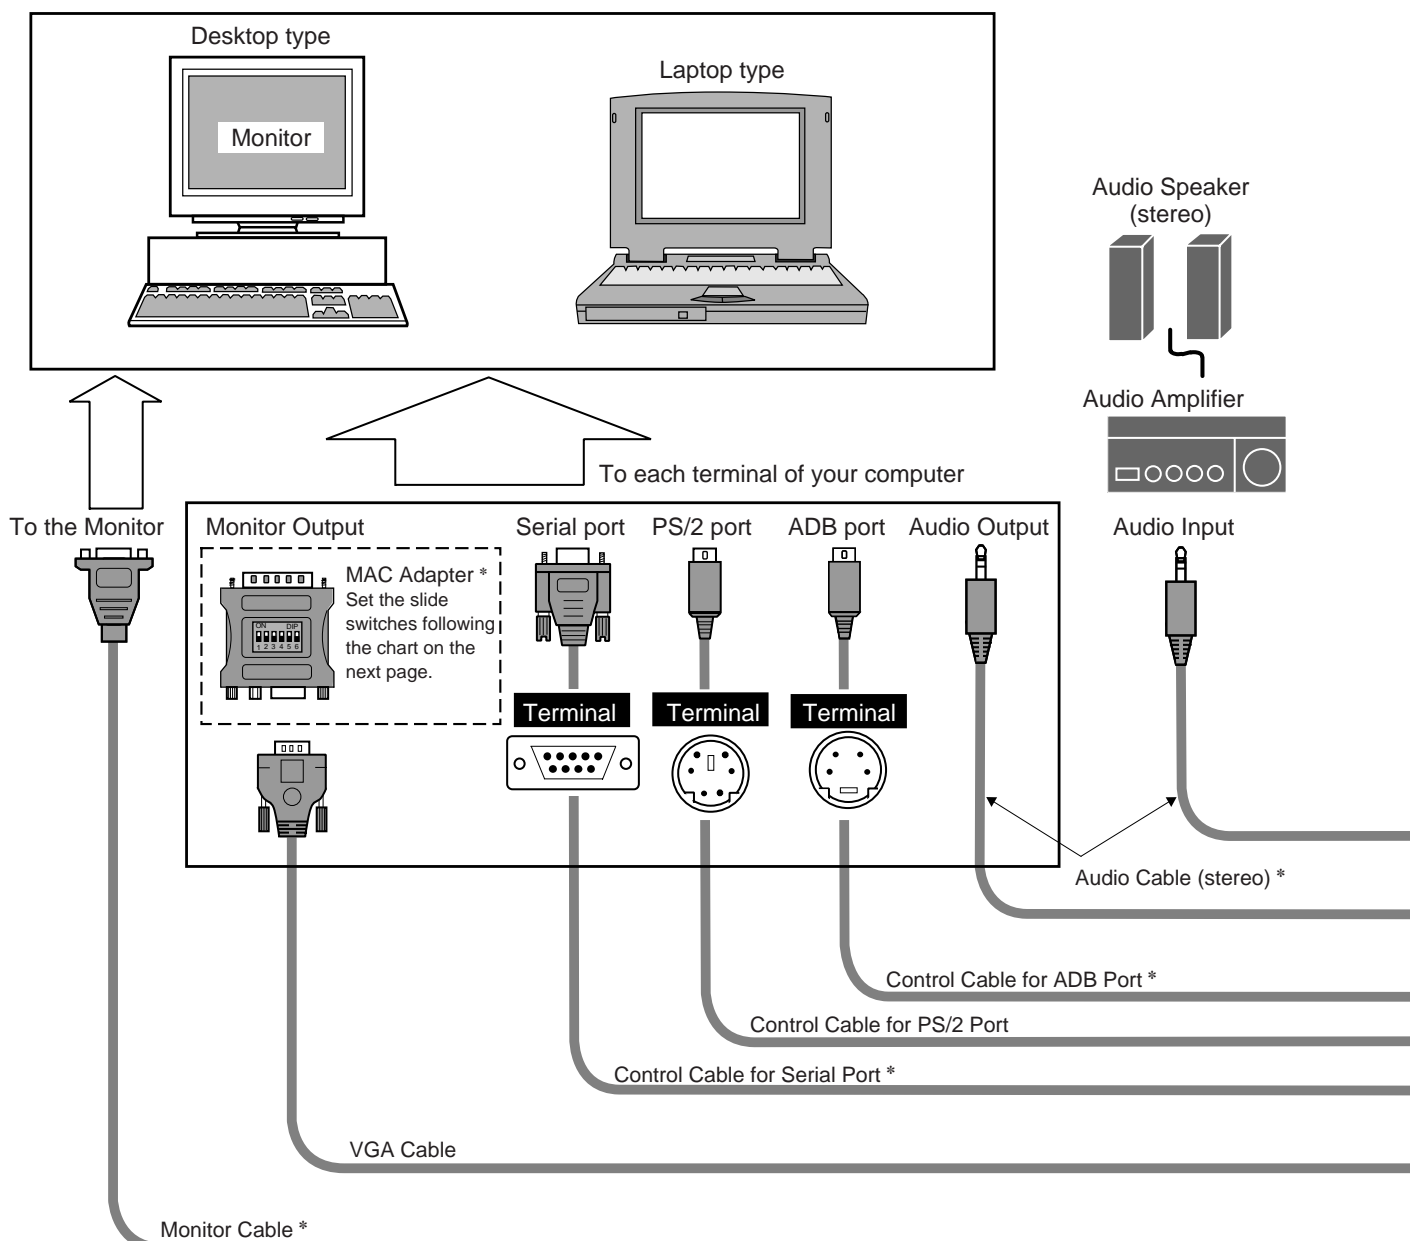 Desktop type
Laptop type
Monitor
Audio Speaker
(stereo)
Audio Amplifier
To each terminal of your computer
To the Monitor
Monitor Output
Serial port
PS/2 port
ADB port
Audio Output
Audio Input
MAC Adapter *
Set the slide
switches following
the chart on the
next page.
ON DIP
1 2 3 4 5 6
Terminal
Terminal
Terminal
Audio Cable (stereo) *
Control Cable for ADB Port *
Control Cable for PS/2 Port
Control Cable for Serial Port *
VGA Cable
Monitor Cable *